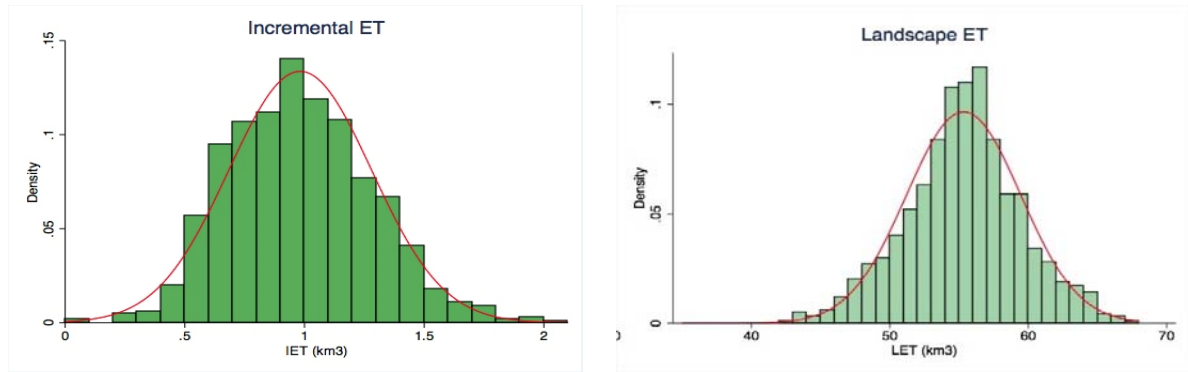 Incremental ET
.15
.1
.05
0
Density
0 .5 1 1.5 2
IET (km3)
Landscape ET
.1
.05
0
Density
0 40 50 60 70
LET (km3)